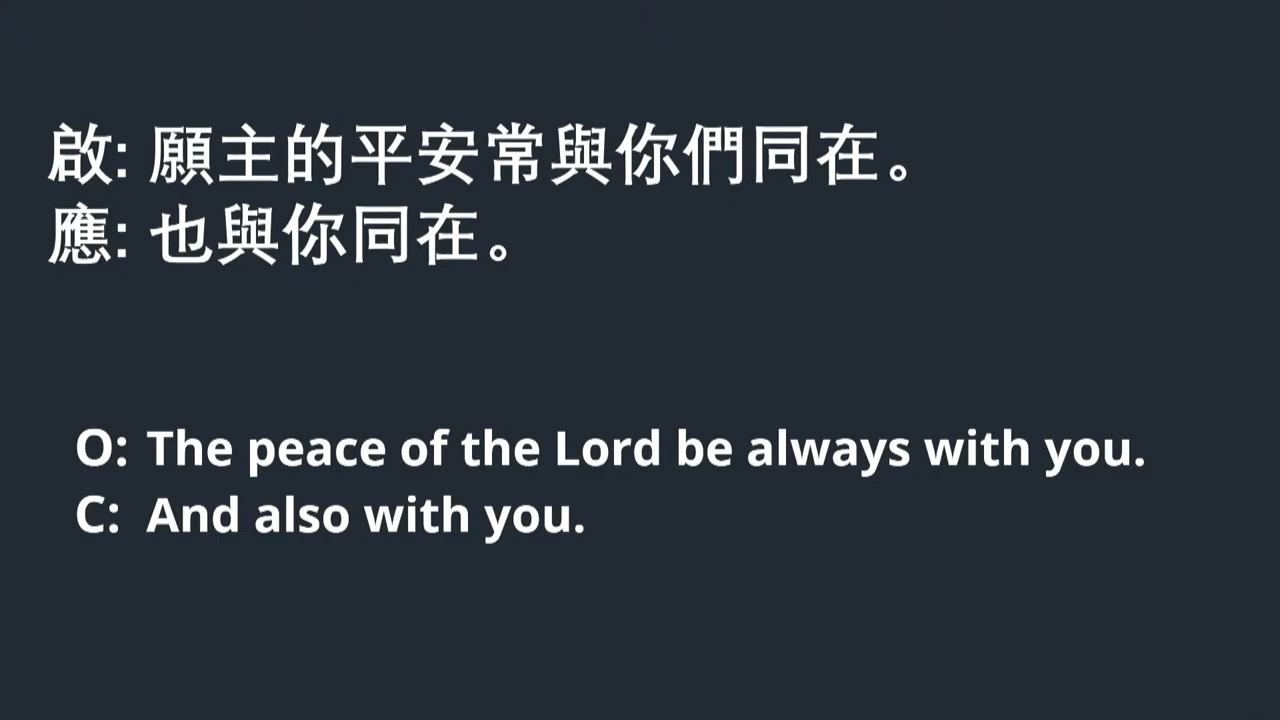 啟: 願主的平安常與你們同在。
應: 也與你同在。
O: The peace of the Lord be always with you.
C: And also with you.